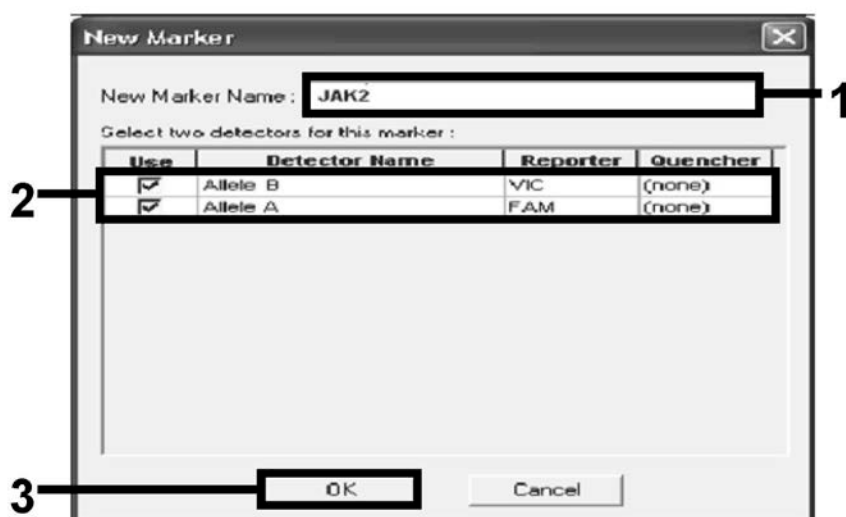 New Marker
New Marker Name : JAK2 1
Select two detectors for this marker :
Use Detector Name Reporter Quencher
2 Allele B VIC (none)
Allele A FAM (none)
3 OK Cancel